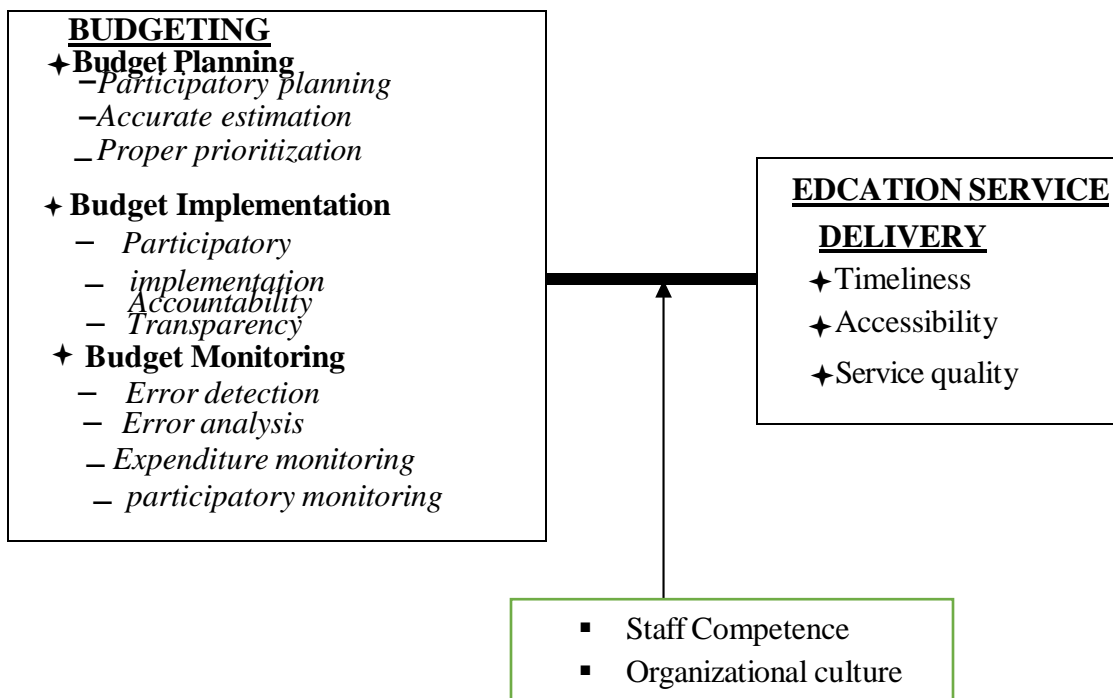 BUDGETING
Budget Planning
–Participatory planning
–Accurate estimation
– Proper prioritization
Budget Implementation
– Participatory
– implementation
Accountability
– Transparency
Budget Monitoring
– Error detection
– Error analysis
– Expenditure monitoring
– participatory monitoring
EDCATION SERVICE
DELIVERY
Timeliness
Accessibility
Service quality
▪ Staff Competence
▪ Organizational culture